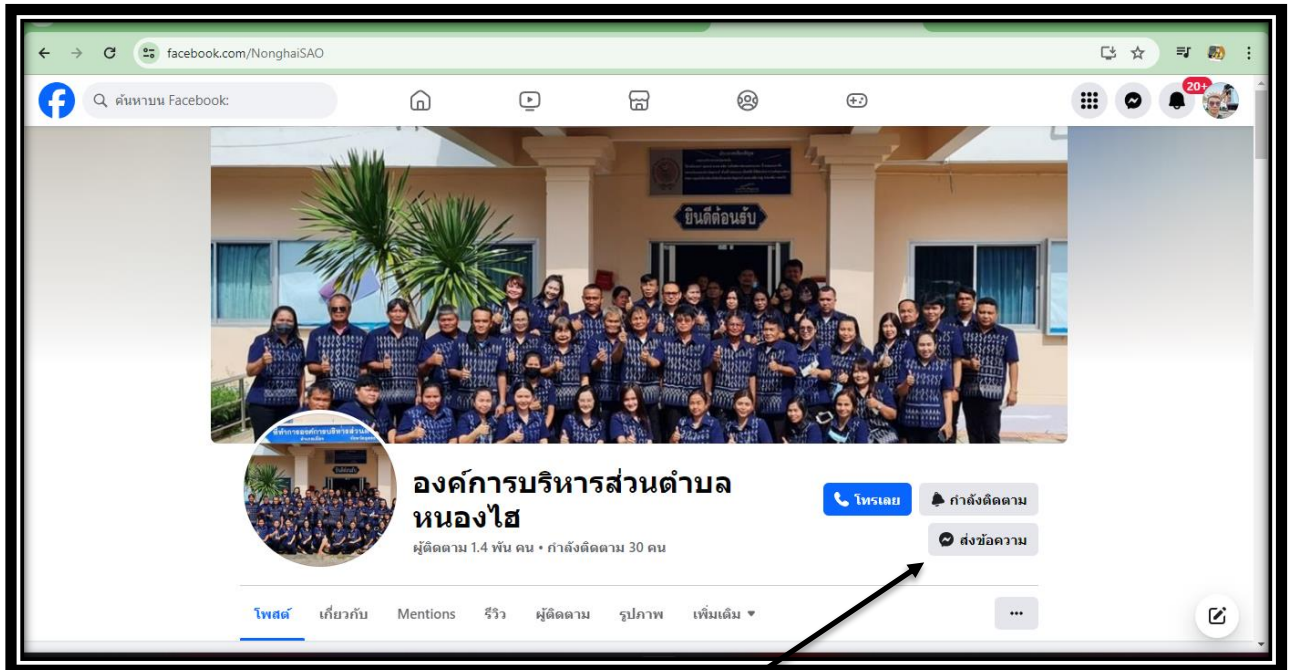 facebook.com/NonghaiSAO
ค้นหาบน Facebook:
20+
ยินดีต้อนรับ
องค์การบริหารส่วนตำบล
หนองไฮ
ผู้ติดตาม 1.4 พัน คน • กำลังติดตาม 30 คน
โทรเลย
กำลังติดตาม
ส่งข้อความ
โพสต์ เกี่ยวกับ Mentions รีวิว ผู้ติดตาม รูปภาพ เพิ่มเติม